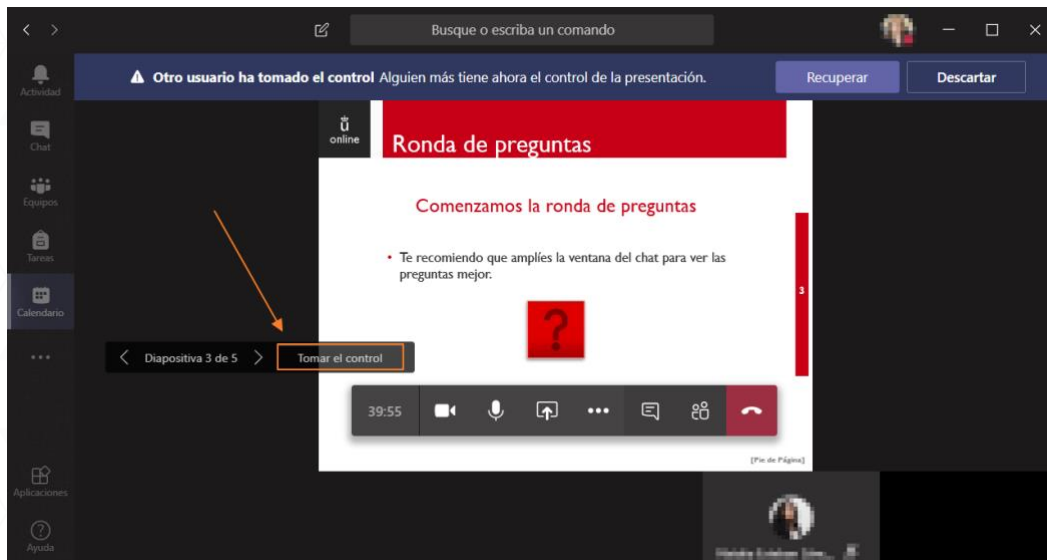 Busque o escriba un comando
Actividad
Chat
Equipos
Tareas
Calendario
Aplicaciones
Ayuda
Otro usuario ha tomado el control Alguien más tiene ahora el control de la presentación.
Recuperar
Descartar
ü
online
Ronda de preguntas
Comenzamos la ronda de preguntas
• Te recomiendo que amplíes la ventana del chat para ver las
preguntas mejor.
?
3
Diapositiva 3 de 5
Tomar el control
39:55
[Pie de Página]